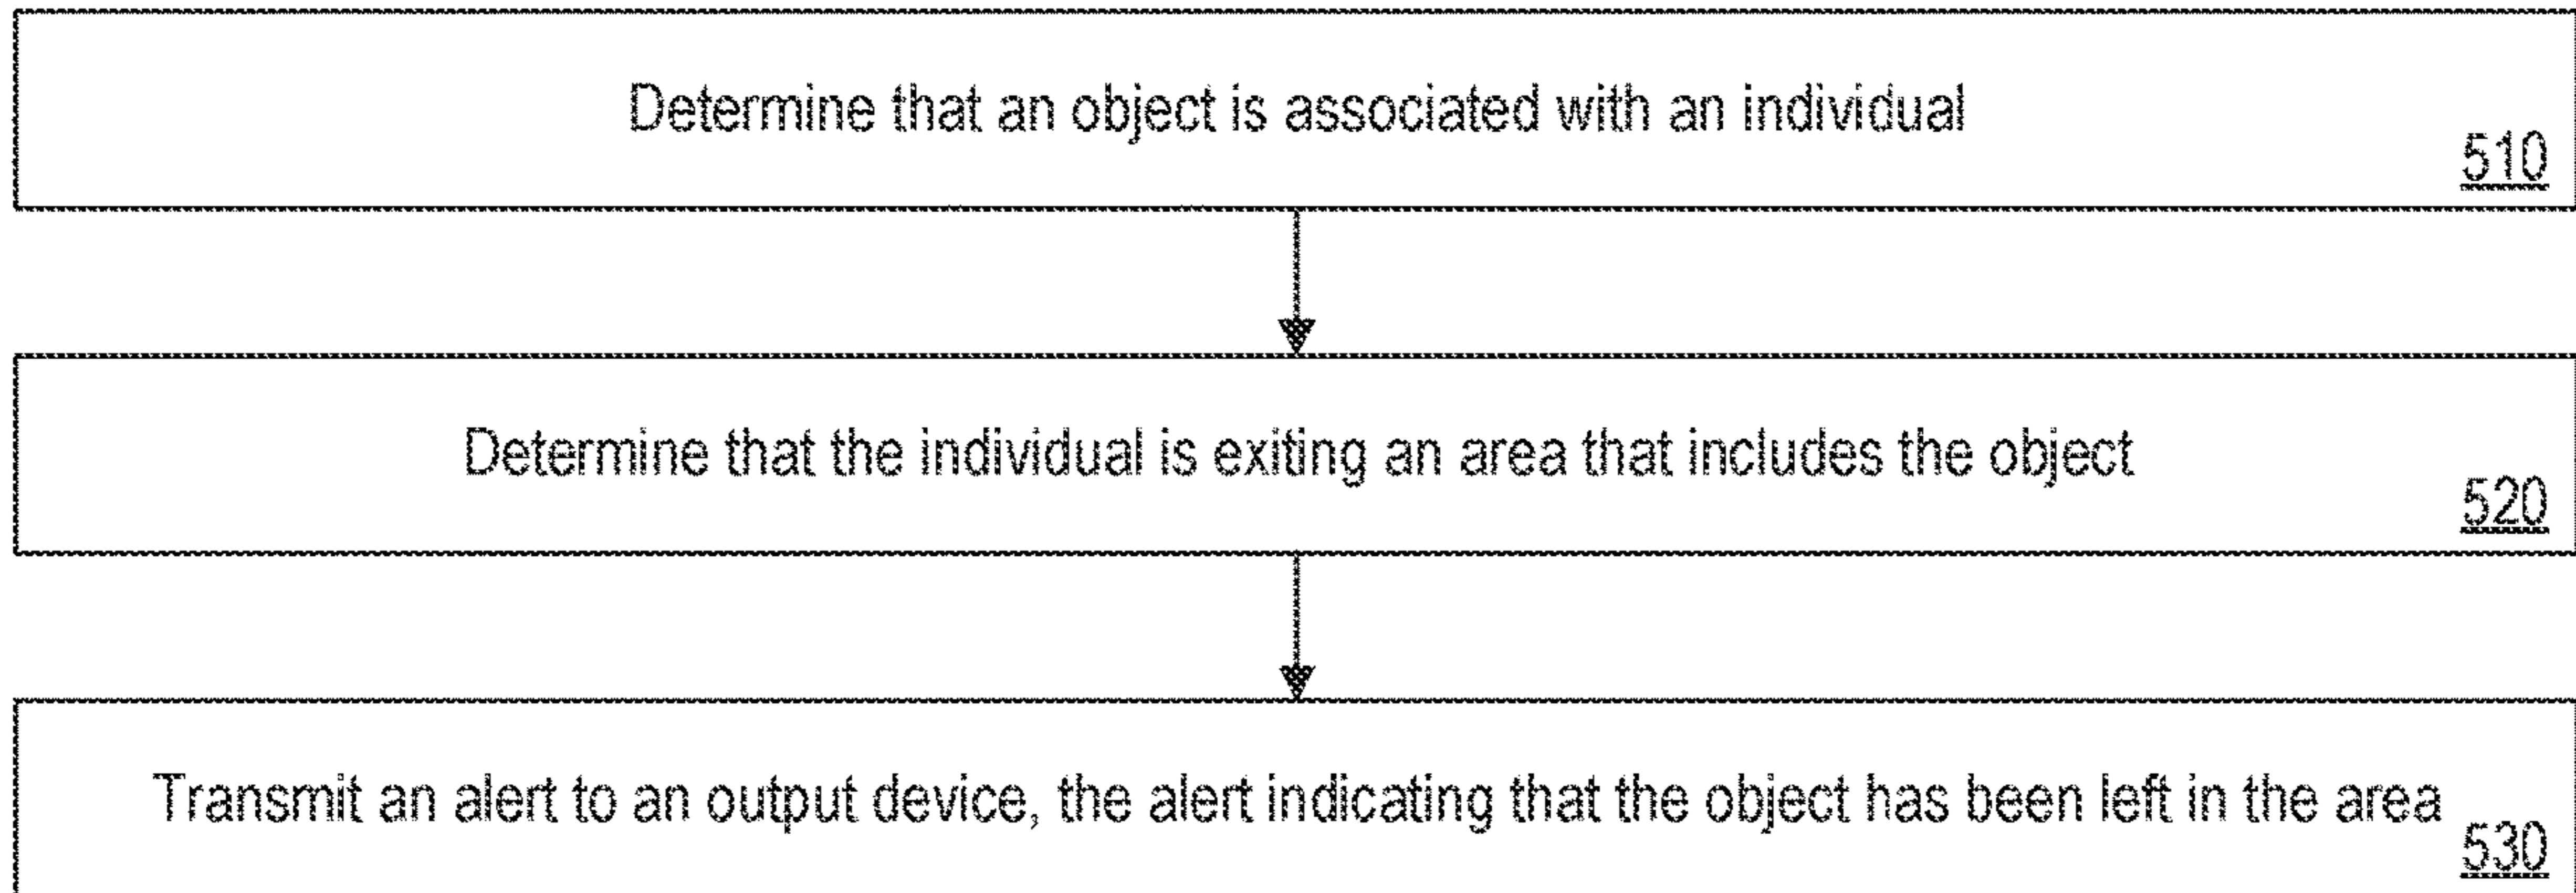 Determine that an object is associated with an individual
510
Determine that the individual is exiting an area that includes the object
520
Transmit an alert to an output device, the alert indicating that the object has been left in the area
530